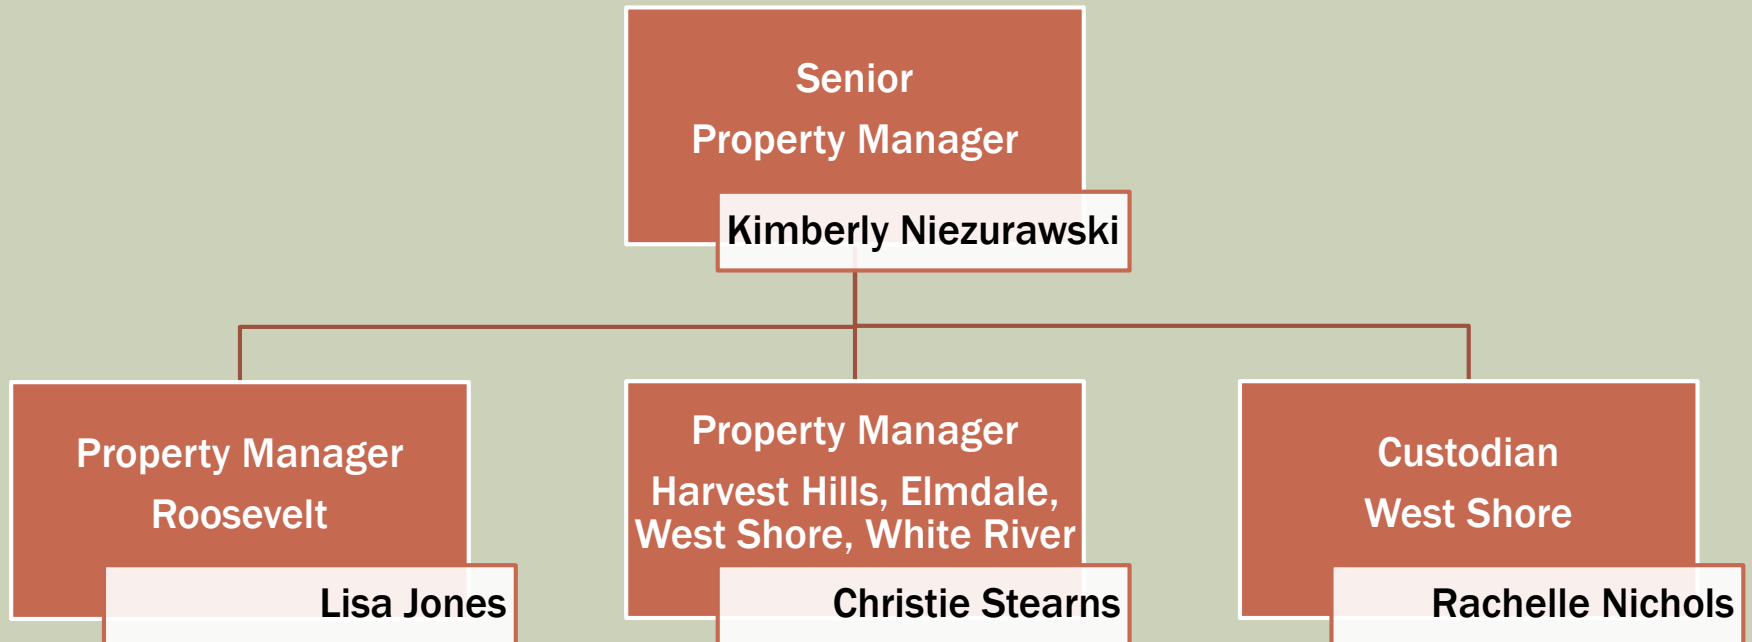 Senior
Property Manager
Kimberly Niezurawski
Property Manager
Roosevelt
Lisa Jones
Property Manager
Harvest Hills, Elmdale,
West Shore, White River
Christie Stearns
Custodian
West Shore
Rachelle Nichols